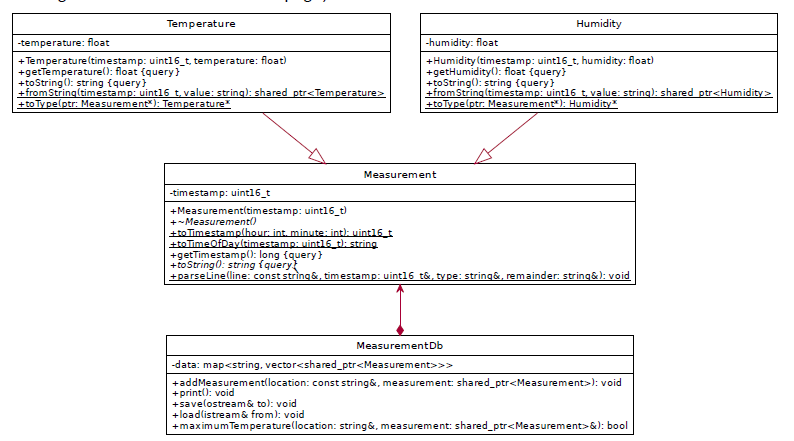 Temperature
-temperature: float
+Temperature(timestamp: uint16_t, temperature: float)
+getTemperature(): float {query}
+toString(): string {query}
+fromString(timestamp: uint16_t, value: string): shared_ptr<Temperature>
+toType(ptr: Measurement*): Temperature*
Humidity
-humidity: float
+Humidity(timestamp: uint16_t, humidity: float)
+getHumidity(): float {query}
+toString(): string {query}
+fromString(timestamp: uint16_t, value: string): shared_ptr<Humidity>
+toType(ptr: Measurement*): Humidity*
Measurement
-timestamp: uint16_t
+Measurement(timestamp: uint16_t)
+~Measurement()
+toTimestamp(hour: int, minute: int): uint16_t
+toTimeOfDay(timestamp: uint16_t): string
+getTimestamp(): long {query}
+toString(): string {query}
+parseLine(line: const string&, timestamp: uint16_t&, type: string&, remainder: string&): void
MeasurementDb
-data: map<string, vector<shared_ptr<Measurement>>>
+addMeasurement(location: const string&, measurement: shared_ptr<Measurement>): void
+print(): void
+save(ostream& to): void
+load(istream& from): void
+maximumTemperature(location: string&, measurement: shared_ptr<Measurement>&): bool